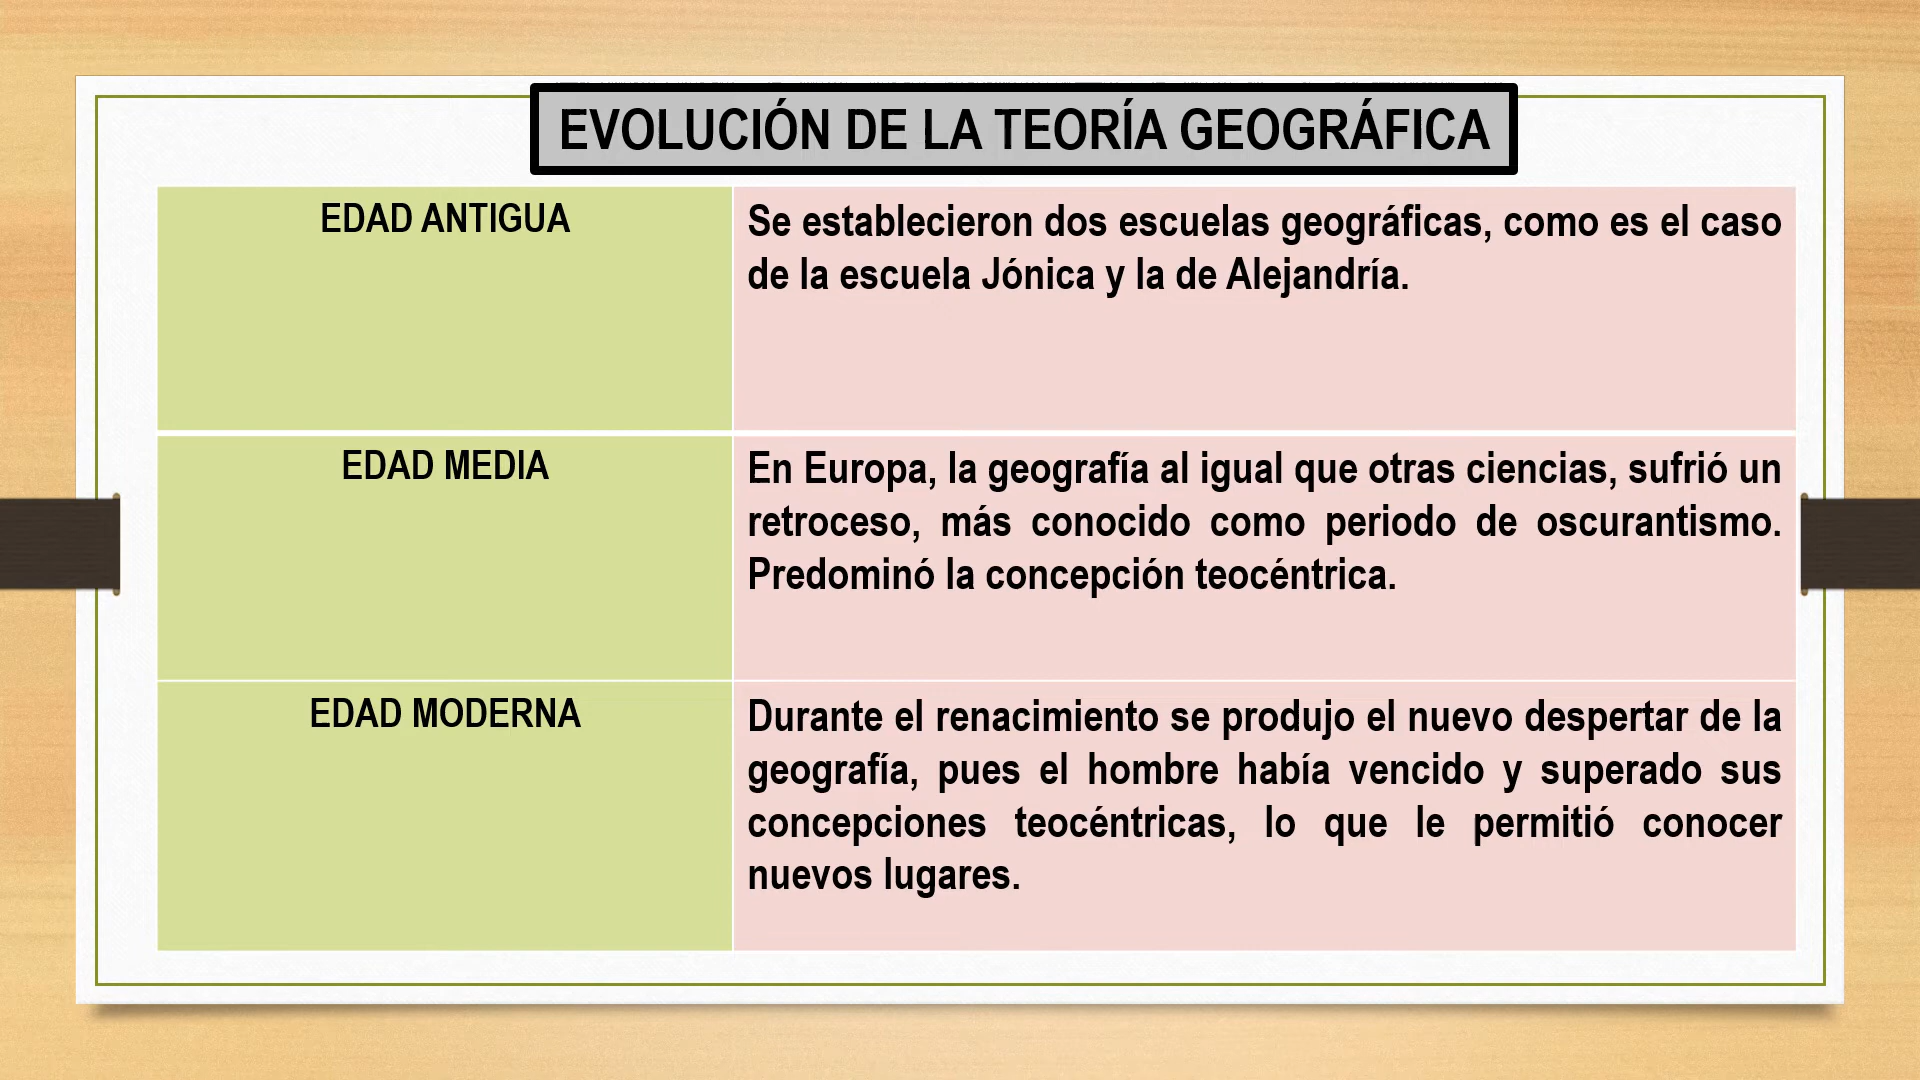 EVOLUCIÓN DE LA TEORÍA GEOGRÁFICA
EDAD ANTIGUA
Se establecieron dos escuelas geográficas, como es el caso
de la escuela Jónica y la de Alejandría.
EDAD MEDIA
En Europa, la geografía al igual que otras ciencias, sufrió un
retroceso, más conocido como periodo de oscurantismo.
Predominó la concepción teocéntrica.
EDAD MODERNA
Durante el renacimiento se produjo el nuevo despertar de la
geografía, pues el hombre había vencido y superado sus
concepciones teocéntricas, lo que le permitió conocer
nuevos lugares.